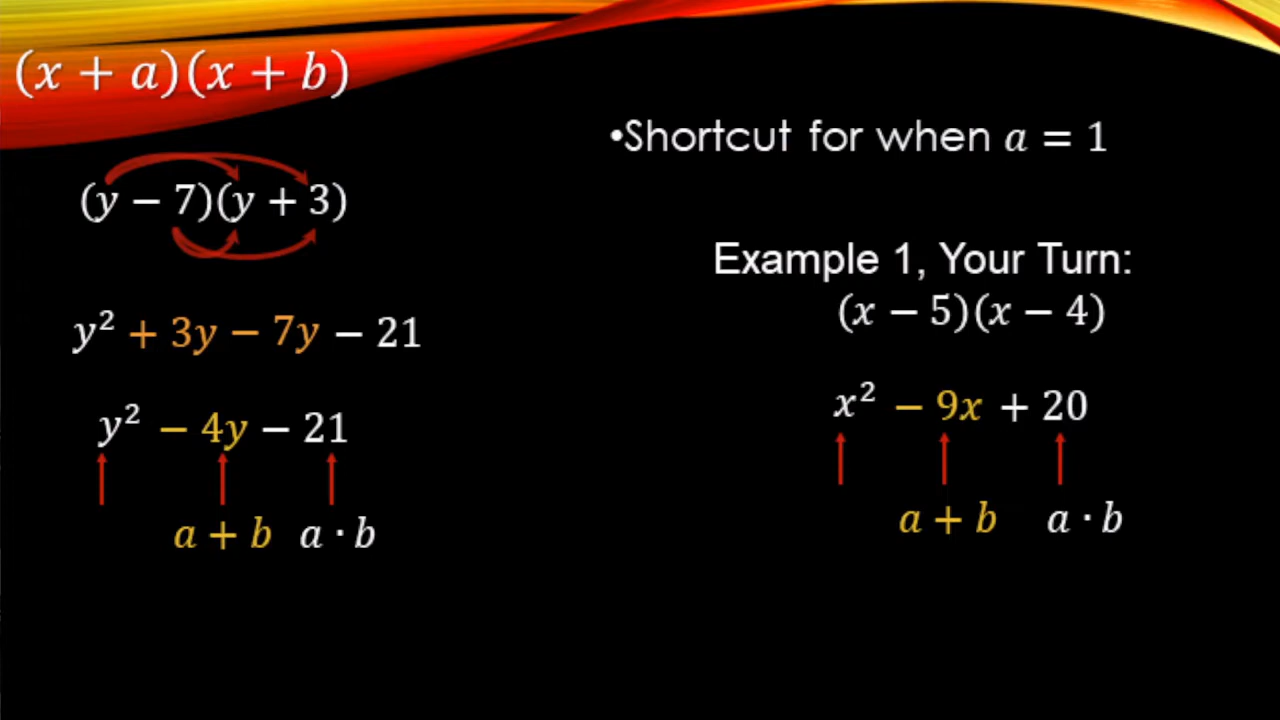 (x + a)(x + b)
(y − 7)(y + 3)
y² + 3y − 7y − 21
y² − 4y − 21
a + b a · b
•Shortcut for when a = 1
Example 1, Your Turn:
(x − 5)(x − 4)
x² − 9x + 20
a + b a · b